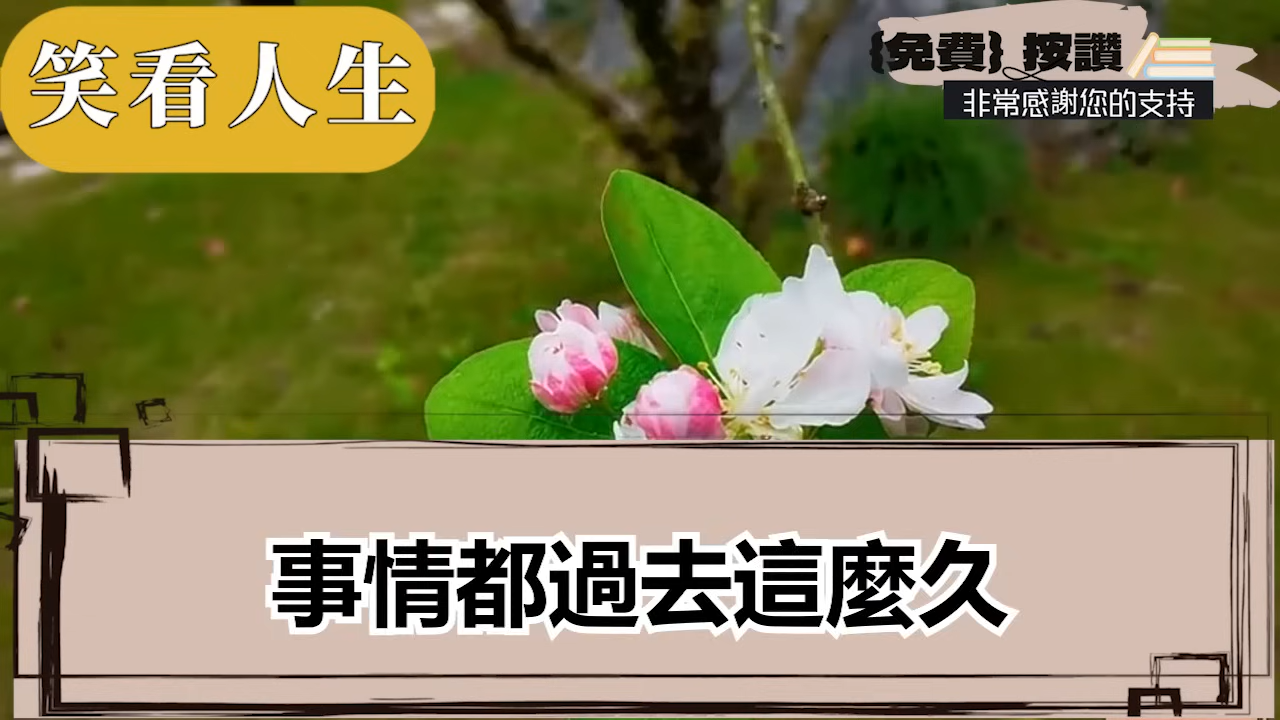 笑看人生
{免費} 按讚
非常感謝您的支持
事情都過去這麼久